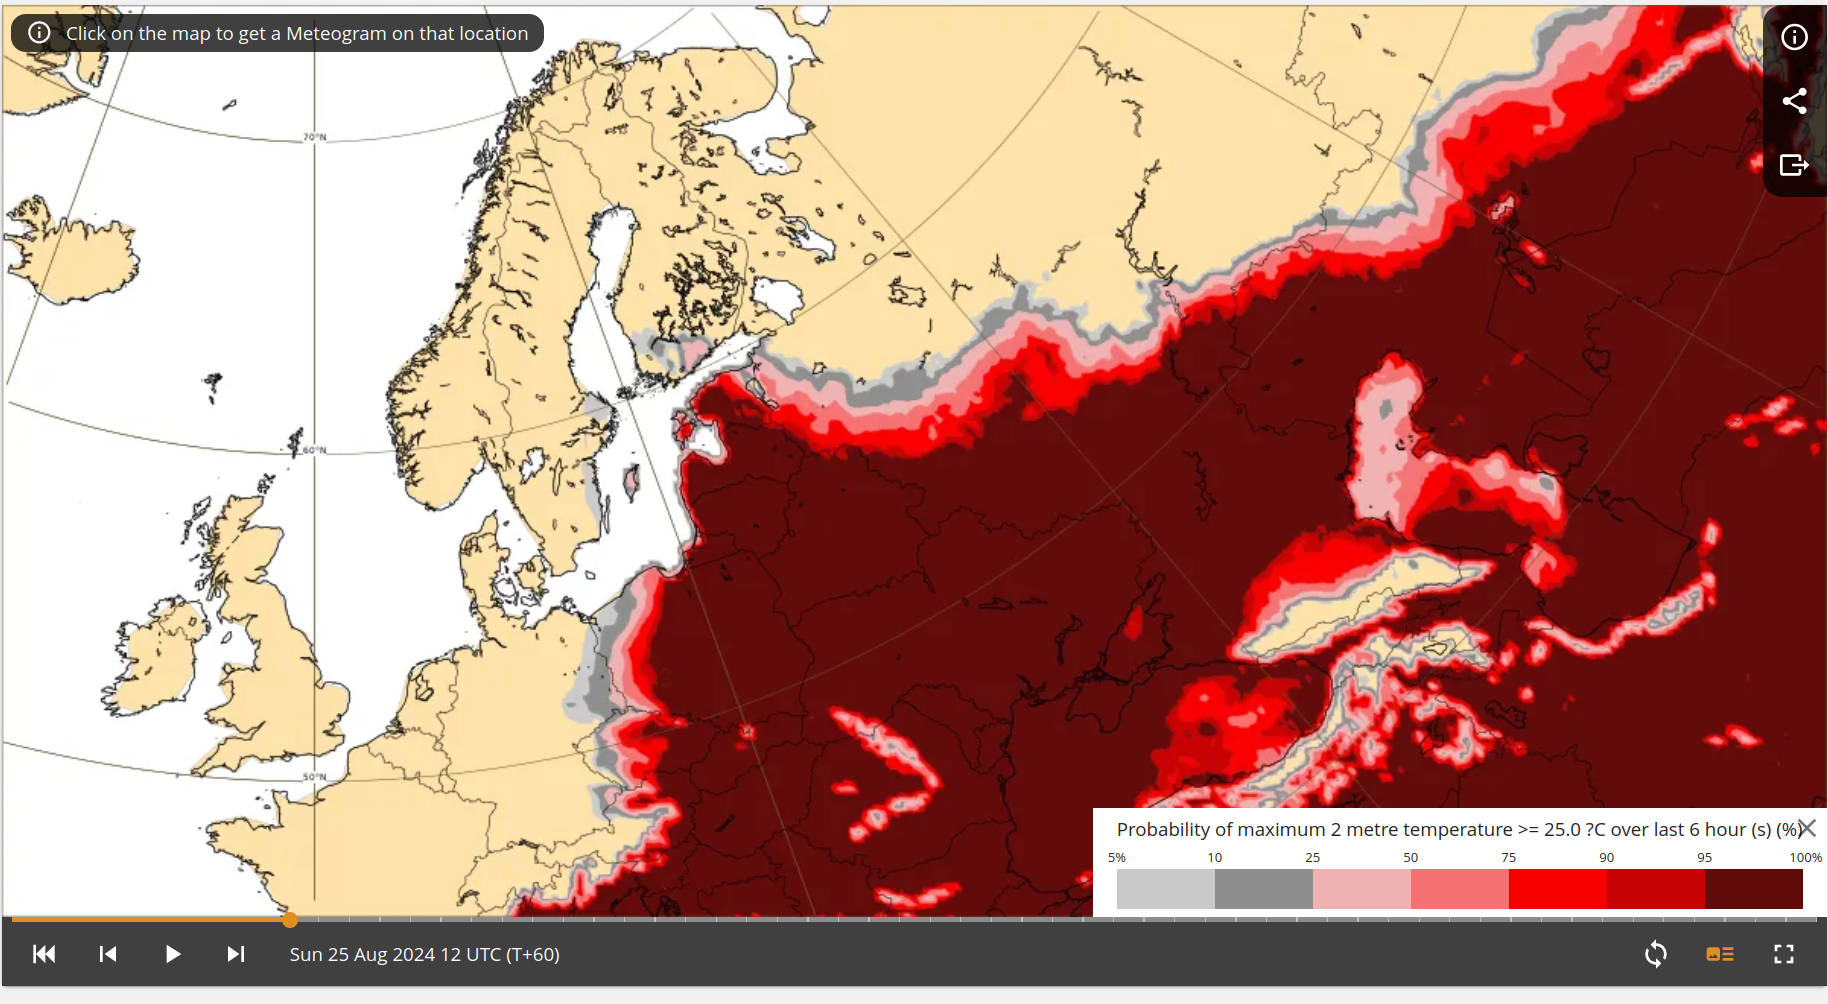 Click on the map to get a Meteogram on that location
70°N
60°N
50°N
Probability of maximum 2 metre temperature >= 25.0 ?C over last 6 hour (s) (%)
5% 10 25 50 75 90 95 100%
Sun 25 Aug 2024 12 UTC (T+60)